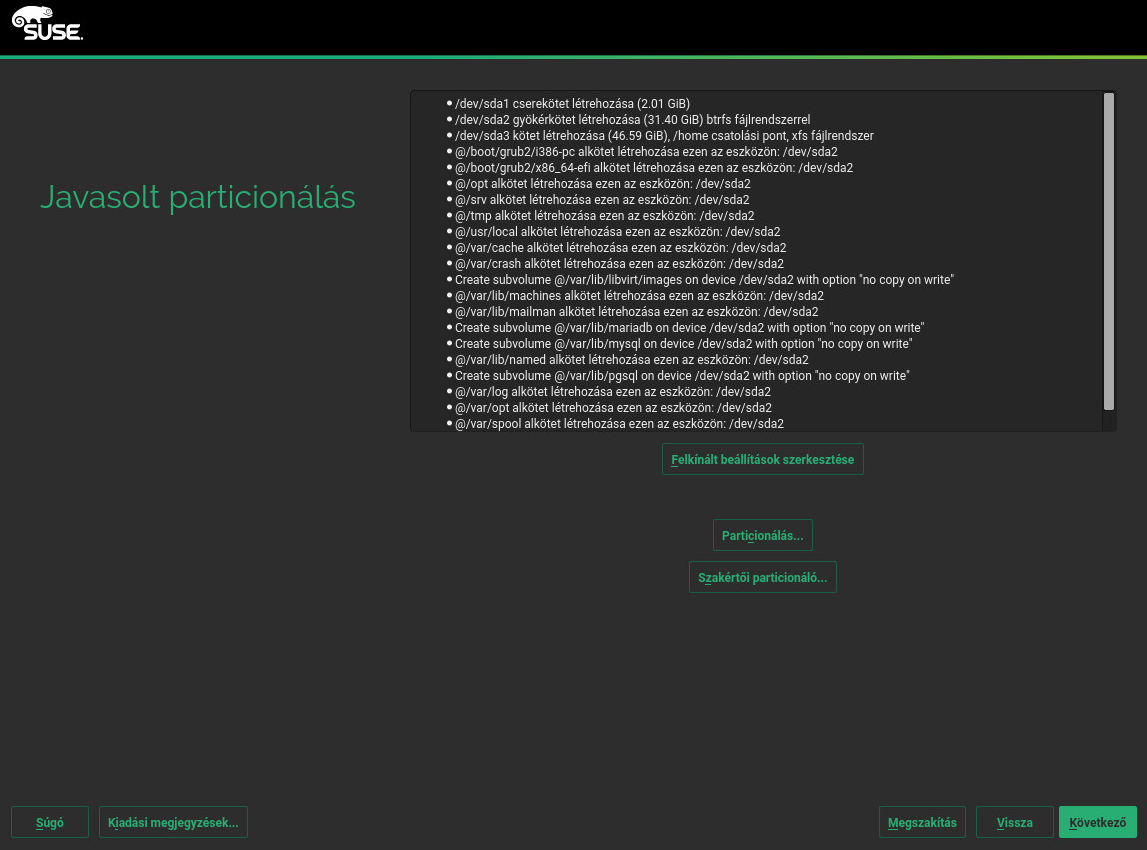 SUSE.
Javasolt particionálás
/dev/sda1 cserekötet létrehozása (2.01 GiB)
/dev/sda2 gyökérkötet létrehozása (31.40 GiB) btrfs fájlrendszerrel
/dev/sda3 kötet létrehozása (46.59 GiB), /home csatolási pont, xfs fájlrendszer
@/boot/grub2/i386-pc alkötet létrehozása ezen az eszközön: /dev/sda2
@/boot/grub2/x86_64-efi alkötet létrehozása ezen az eszközön: /dev/sda2
@/opt alkötet létrehozása ezen az eszközön: /dev/sda2
@/srv alkötet létrehozása ezen az eszközön: /dev/sda2
@/tmp alkötet létrehozása ezen az eszközön: /dev/sda2
@/usr/local alkötet létrehozása ezen az eszközön: /dev/sda2
@/var/cache alkötet létrehozása ezen az eszközön: /dev/sda2
@/var/crash alkötet létrehozása ezen az eszközön: /dev/sda2
Create subvolume @/var/lib/libvirt/images on device /dev/sda2 with option "no copy on write"
@/var/lib/machines alkötet létrehozása ezen az eszközön: /dev/sda2
@/var/lib/mailman alkötet létrehozása ezen az eszközön: /dev/sda2
Create subvolume @/var/lib/mariadb on device /dev/sda2 with option "no copy on write"
Create subvolume @/var/lib/mysql on device /dev/sda2 with option "no copy on write"
@/var/lib/named alkötet létrehozása ezen az eszközön: /dev/sda2
Create subvolume @/var/lib/pgsql on device /dev/sda2 with option "no copy on write"
@/var/log alkötet létrehozása ezen az eszközön: /dev/sda2
@/var/opt alkötet létrehozása ezen az eszközön: /dev/sda2
@/var/spool alkötet létrehozása ezen az eszközön: /dev/sda2
Felkínált beállítások szerkesztése
Particionálás...
Szakértői particionáló...
Súgó
Kiadási megjegyzések...
Megszakítás
Vissza
Következő